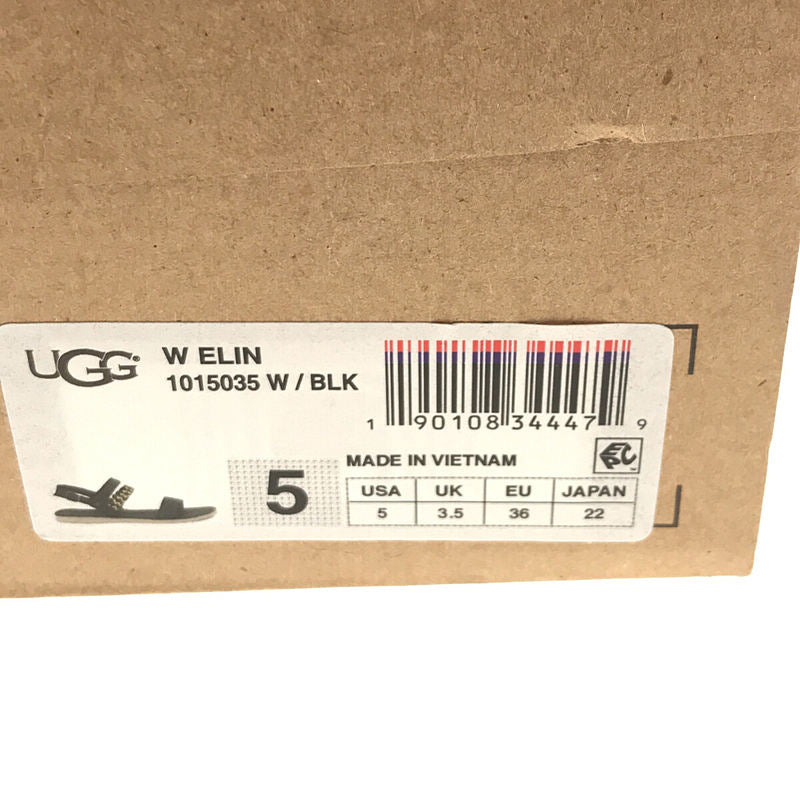 UGG®
W ELIN
1015035 W / BLK
1 90108 34447 9
MADE IN VIETNAM
EPC™
5
USA UK EU JAPAN
5 3.5 36 22